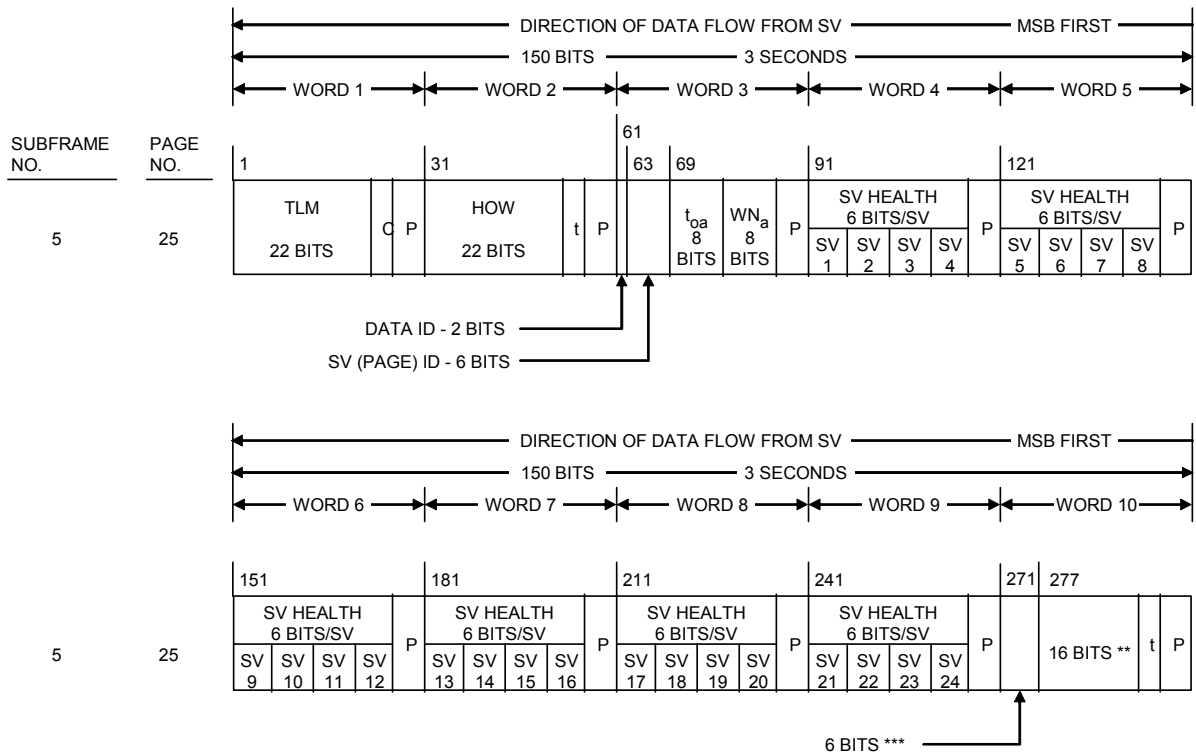 DIRECTION OF DATA FLOW FROM SV MSB FIRST
150 BITS 3 SECONDS
WORD 1 WORD 2 WORD 3 WORD 4 WORD 5
SUBFRAME NO.
PAGE NO.
61
1 31 63 69 91 121
5 25
TLM
22 BITS
C P
HOW
22 BITS
t P
toa
8
BITS
WNa
8
BITS
P
SV HEALTH
6 BITS/SV
SV 1 SV 2 SV 3 SV 4
P
SV HEALTH
6 BITS/SV
SV 5 SV 6 SV 7 SV 8
P
DATA ID - 2 BITS
SV (PAGE) ID - 6 BITS
DIRECTION OF DATA FLOW FROM SV MSB FIRST
150 BITS 3 SECONDS
WORD 6 WORD 7 WORD 8 WORD 9 WORD 10
151 181 211 241 271 277
5 25
SV HEALTH
6 BITS/SV
SV 9 SV 10 SV 11 SV 12
P
SV HEALTH
6 BITS/SV
SV 13 SV 14 SV 15 SV 16
P
SV HEALTH
6 BITS/SV
SV 17 SV 18 SV 19 SV 20
P
SV HEALTH
6 BITS/SV
SV 21 SV 22 SV 23 SV 24
P
16 BITS **
t P
6 BITS ***